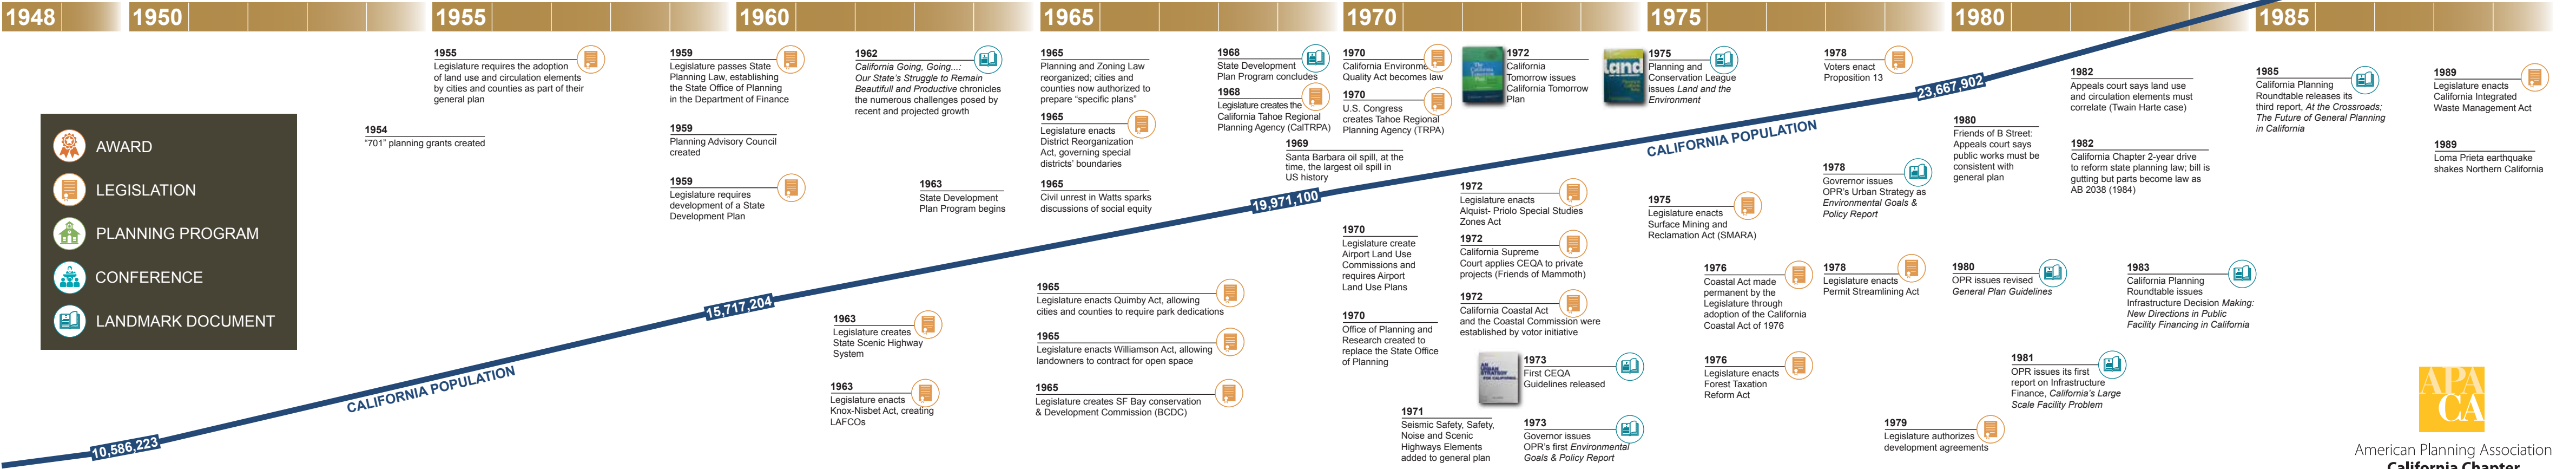 1948
1950
1955
1960
1965
1970
1975
1980
1985
AWARD
LEGISLATION
PLANNING PROGRAM
CONFERENCE
LANDMARK DOCUMENT
10,586,223
CALIFORNIA POPULATION
15,717,204
19,971,100
CALIFORNIA POPULATION
23,667,902
1954
“701” planning grants created
1955
Legislature requires the adoption
of land use and circulation elements
by cities and counties as part of their
general plan
1959
Legislature passes State
Planning Law, establishing
the State Office of Planning
in the Department of Finance
1959
Planning Advisory Council
created
1959
Legislature requires
development of a State
Development Plan
1962
California Going, Going...:
Our State’s Struggle to Remain
Beautifull and Productive chronicles
the numerous challenges posed by
recent and projected growth
1963
State Development
Plan Program begins
1963
Legislature creates
State Scenic Highway
System
1963
Legislature enacts
Knox-Nisbet Act, creating
LAFCOs
1965
Planning and Zoning Law
reorganized; cities and
counties now authorized to
prepare “specific plans”
1965
Legislature enacts
District Reorganization
Act, governing special
districts’ boundaries
1965
Civil unrest in Watts sparks
discussions of social equity
1965
Legislature enacts Quimby Act, allowing
cities and counties to require park dedications
1965
Legislature enacts Williamson Act, allowing
landowners to contract for open space
1965
Legislature creates SF Bay conservation
& Development Commission (BCDC)
1968
State Development
Plan Program concludes
1968
Legislature creates the
California Tahoe Regional
Planning Agency (CalTRPA)
1969
Santa Barbara oil spill, at the
time, the largest oil spill in
US history
1970
California Environme
Quality Act becomes law
1970
U.S. Congress
creates Tahoe Regional
Planning Agency (TRPA)
1970
Legislature create
Airport Land Use
Commissions and
requires Airport
Land Use Plans
1970
Office of Planning and
Research created to
replace the State Office
of Planning
1971
Seismic Safety, Safety,
Noise and Scenic
Highways Elements
added to general plan
The
California
Tomorrow
Plan
1972
California
Tomorrow issues
California Tomorrow
Plan
1972
Legislature enacts
Alquist- Priolo Special Studies
Zones Act
1972
California Supreme
Court applies CEQA to private
projects (Friends of Mammoth)
1972
California Coastal Act
and the Coastal Commission were
established by votor initiative
AN
URBAN
STRATEGY
FOR CALIFORNIA
1973
First CEQA
Guidelines released
1973
Governor issues
OPR’s first Environmental
Goals & Policy Report
land
1975
Planning and
Conservation League
issues Land and the
Environment
1975
Legislature enacts
Surface Mining and
Reclamation Act (SMARA)
1976
Coastal Act made
permanent by the
Legislature through
adoption of the California
Coastal Act of 1976
1976
Legislature enacts
Forest Taxation
Reform Act
1978
Voters enact
Proposition 13
1978
Grovernor issues
OPR’s Urban Strategy as
Environmental Goals &
Policy Report
1978
Legislature enacts
Permit Streamlining Act
1979
Legislature authorizes
development agreements
1980
Friends of B Street:
Appeals court says
public works must be
consistent with
general plan
1980
OPR issues revised
General Plan Guidelines
1981
OPR issues its first
report on Infrastructure
Finance, California’s Large
Scale Facility Problem
1982
Appeals court says land use
and circulation elements must
correlate (Twain Harte case)
1982
California Chapter 2-year drive
to reform state planning law; bill is
gutting but parts become law as
AB 2038 (1984)
1983
California Planning
Roundtable issues
Infrastructure Decision Making:
New Directions in Public
Facility Financing in California
1985
California Planning
Roundtable releases its
third report, At the Crossroads;
The Future of General Planning
in California
1989
Legislature enacts
California Integrated
Waste Management Act
1989
Loma Prieta earthquake
shakes Northern California
APA
CA
American Planning Association
California Chapter